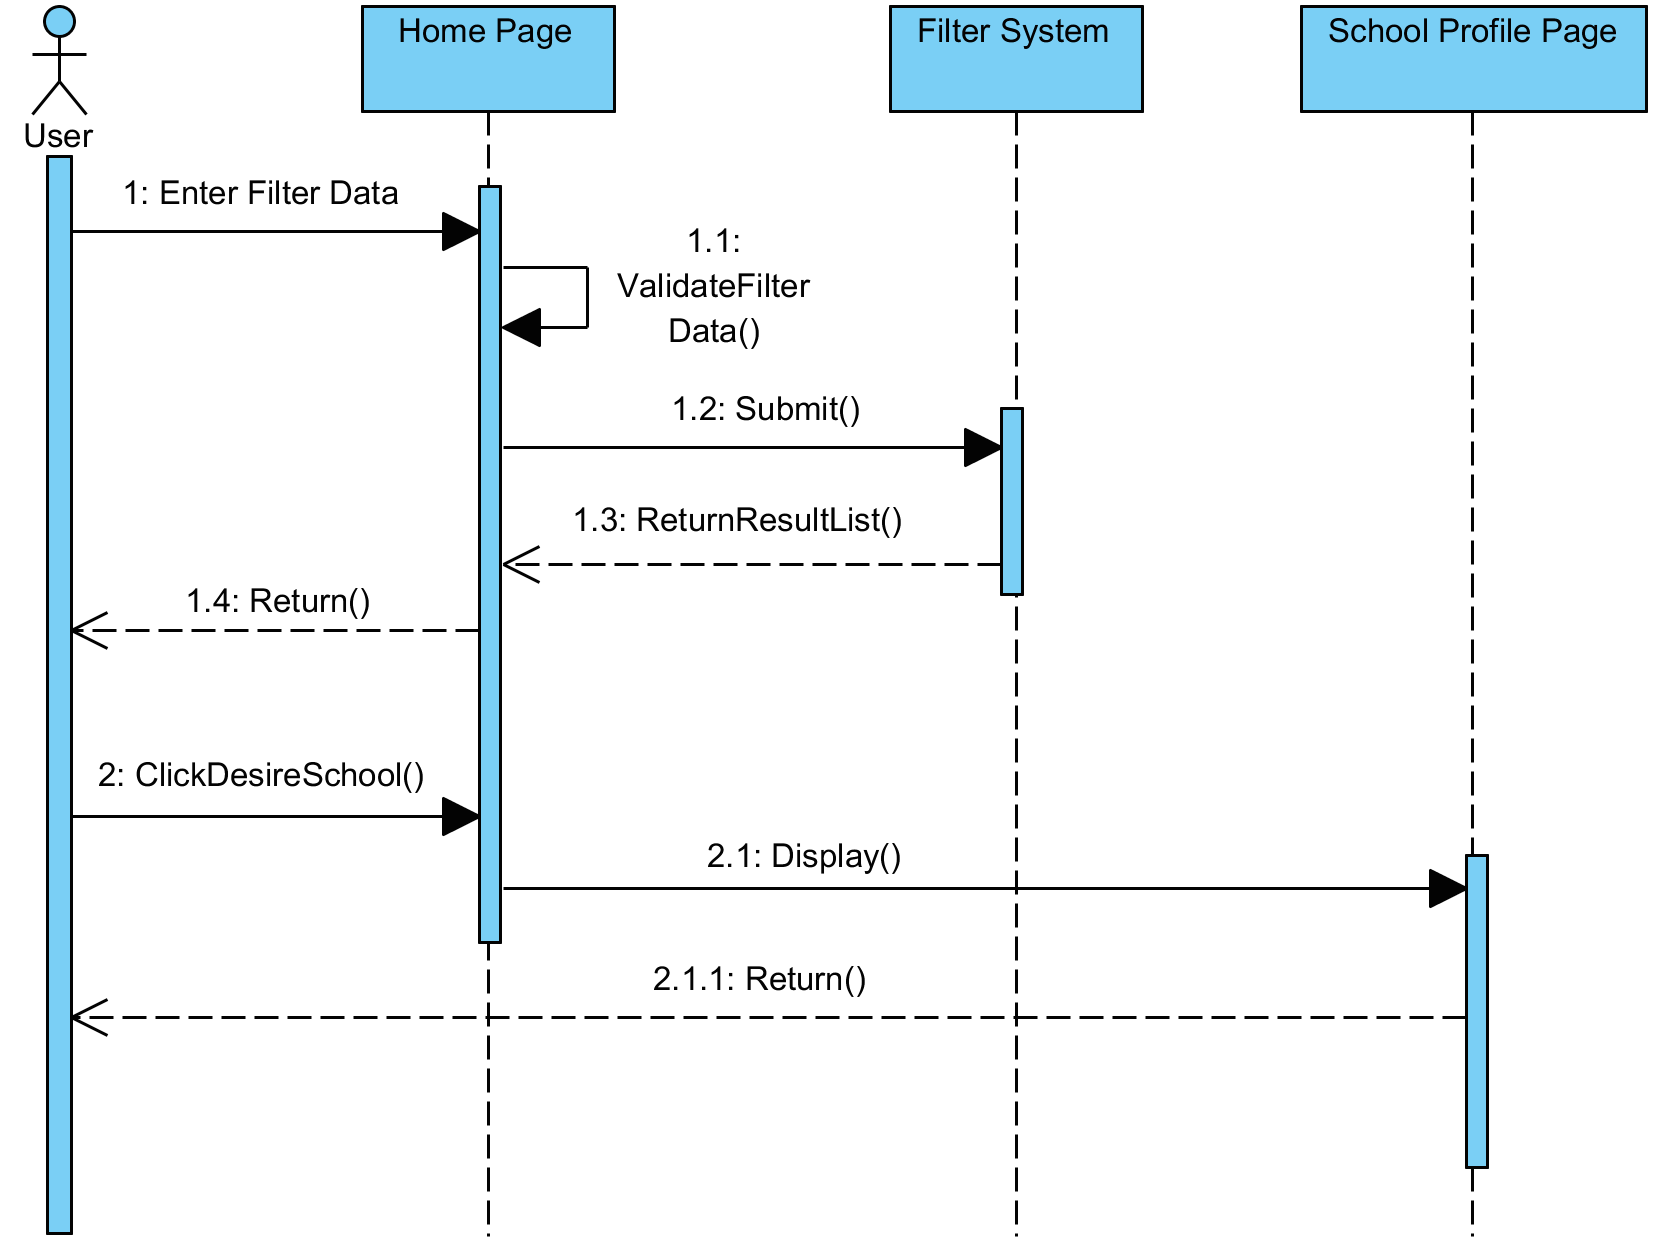 Home Page
Filter System
School Profile Page
User
1: Enter Filter Data
1.1:
ValidateFilter
Data()
1.2: Submit()
1.3: ReturnResultList()
1.4: Return()
2: ClickDesireSchool()
2.1: Display()
2.1.1: Return()